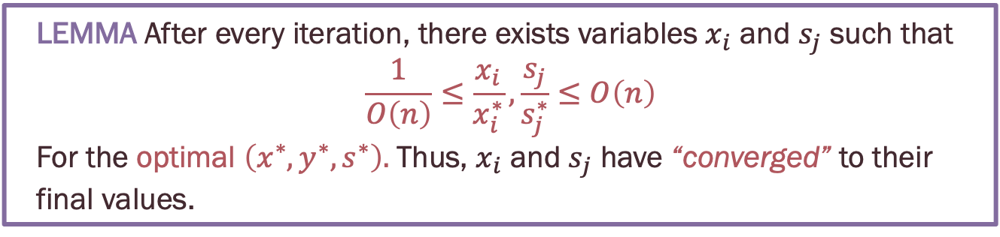 LEMMA After every iteration, there exists variables $x_i$ and $s_j$ such that
$\frac{1}{O(n)} \leq \frac{x_i}{x_i^*}, \frac{s_j}{s_j^*} \leq O(n)$
For the optimal $(x^*, y^*, s^*)$. Thus, $x_i$ and $s_j$ have “converged” to their
final values.